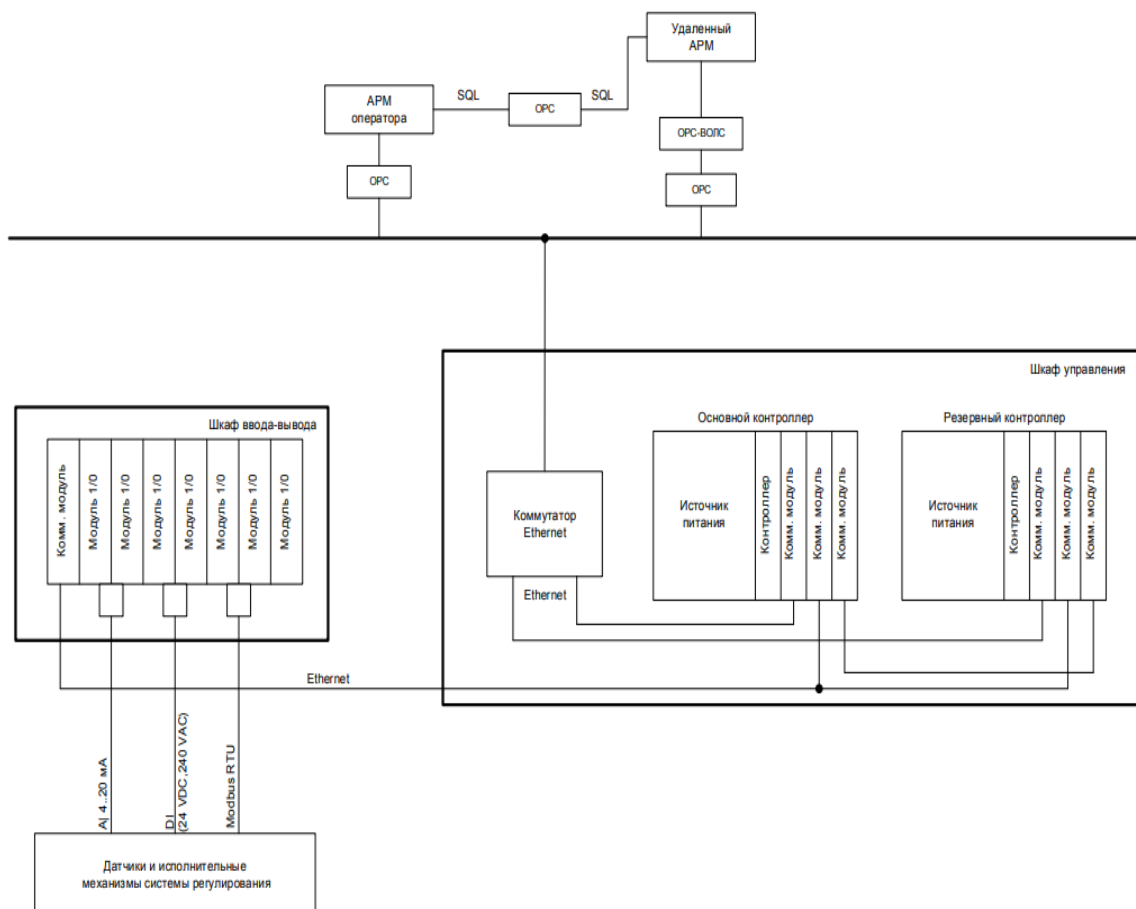 Удаленный
АРМ
АРМ
оператора
SQL
OPC
SQL
ОРС-ВОЛС
OPC
OPC
Шкаф управления
Шкаф ввода-вывода
Основной контроллер
Резервный контроллер
Комм. модуль
Модуль 1/0
Модуль 1/0
Модуль 1/0
Модуль 1/0
Модуль 1/0
Модуль 1/0
Модуль 1/0
Коммутатор
Ethernet
Источник
питания
Контроллер
Комм. модуль
Комм. модуль
Комм. модуль
Источник
питания
Контроллер
Комм. модуль
Комм. модуль
Комм. модуль
Ethernet
Ethernet
A| 4..20 мА
D|
(24 VDC,240 VAC)
Modbus RTU
Датчики и исполнительные
механизмы системы регулирования